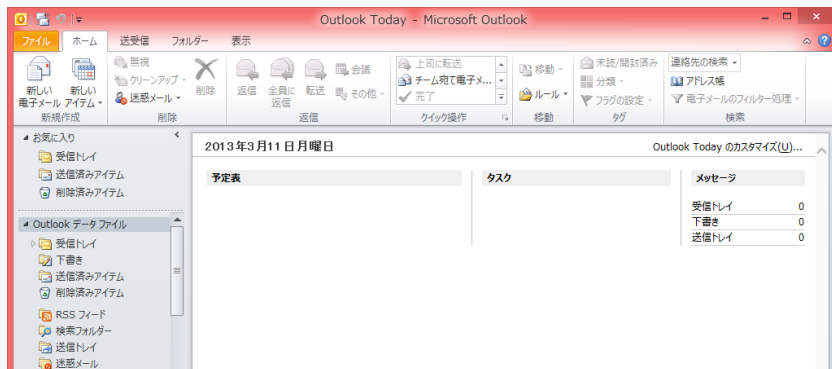 Outlook Today - Microsoft Outlook
ファイル ホーム 送受信 フォルダー 表示
新しい
電子メール
新しい
アイテム
新規作成
無視
クリーンアップ
迷惑メール
削除
削除
返信
全員に
返信
転送
会議
その他
返信
上司に転送
チーム宛て電子メ...
完了
クイック操作
移動
ルール
移動
未読/開封済み
分類
フラグの設定
タグ
連絡先の検索
アドレス帳
電子メールのフィルター処理
検索
お気に入り
受信トレイ
送信済みアイテム
削除済みアイテム
Outlook データ ファイル
受信トレイ
下書き
送信済みアイテム
削除済みアイテム
RSS フィード
検索フォルダー
送信トレイ
迷惑メール
2013年3月11日月曜日
Outlook Today のカスタマイズ(U)...
予定表
タスク
メッセージ
受信トレイ 0
下書き 0
送信トレイ 0